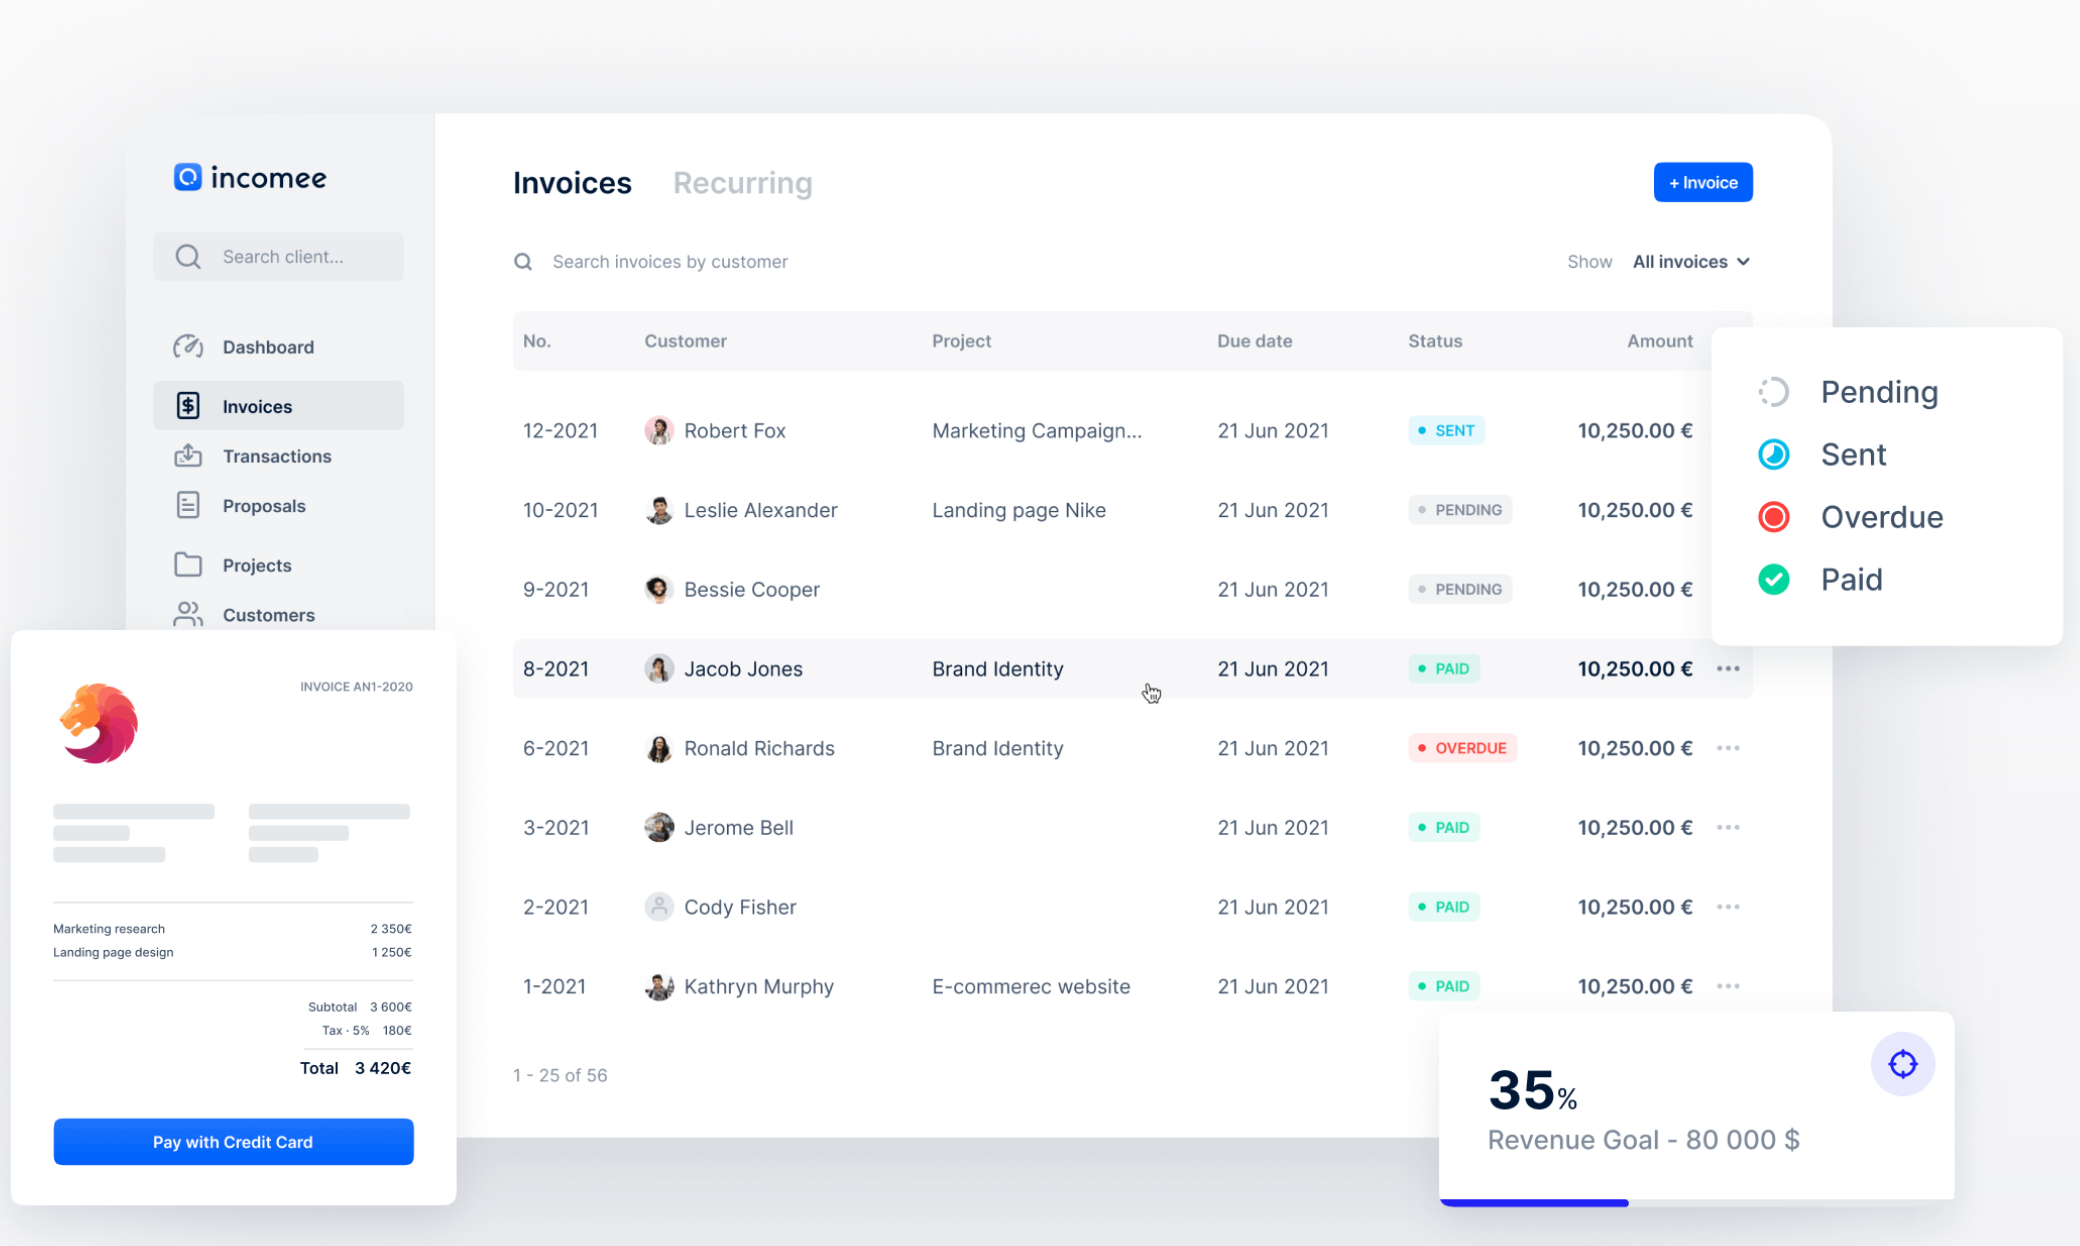 incomee
Search client...
Dashboard
Invoices
Transactions
Proposals
Projects
Customers
Invoices Recurring
+ Invoice
Search invoices by customer
Show All invoices
No. Customer Project Due date Status Amount
12-2021 Robert Fox Marketing Campaign... 21 Jun 2021 SENT 10,250.00 €
10-2021 Leslie Alexander Landing page Nike 21 Jun 2021 PENDING 10,250.00 €
9-2021 Bessie Cooper 21 Jun 2021 PENDING 10,250.00 €
8-2021 Jacob Jones Brand Identity 21 Jun 2021 PAID 10,250.00 €
6-2021 Ronald Richards Brand Identity 21 Jun 2021 OVERDUE 10,250.00 €
3-2021 Jerome Bell 21 Jun 2021 PAID 10,250.00 €
2-2021 Cody Fisher 21 Jun 2021 PAID 10,250.00 €
1-2021 Kathryn Murphy E-commerec website 21 Jun 2021 PAID 10,250.00 €
1 - 25 of 56
Pending
Sent
Overdue
Paid
INVOICE AN1-2020
Marketing research 2 350€
Landing page design 1 250€
Subtotal 3 600€
Tax · 5% 180€
Total 3 420€
Pay with Credit Card
35%
Revenue Goal - 80 000 $